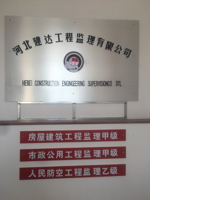 河北建达工程监理有限公司
HEBEI CONSTRUCTION ENGINEERING SUPERVISION
房屋建筑工程监理甲级
市政公用工程监理甲级
人民防空工程监理乙级